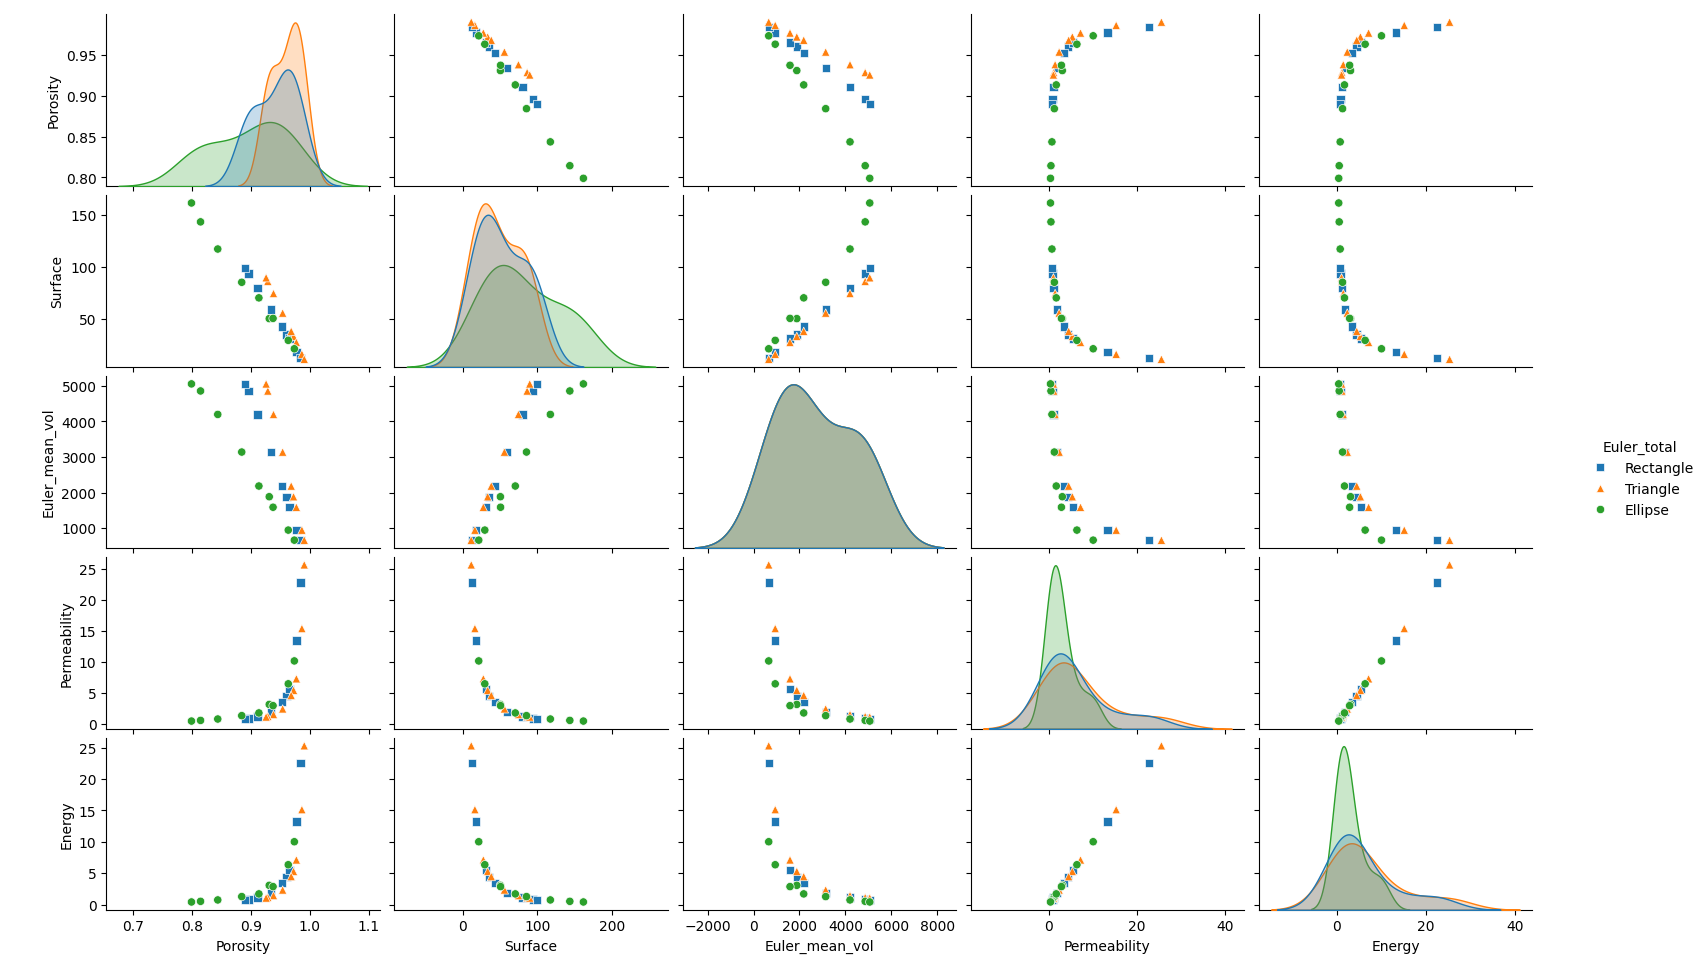 Porosity
0.95
0.90
0.85
0.80
Surface
150
100
50
Euler_mean_vol
5000
4000
3000
2000
1000
Permeability
25
20
15
10
5
0
Energy
25
20
15
10
5
0
0.7 0.8 0.9 1.0 1.1
Porosity
0 100 200
Surface
−2000 0 2000 4000 6000 8000
Euler_mean_vol
0 20 40
Permeability
0 20 40
Energy
Euler_total
Rectangle
Triangle
Ellipse